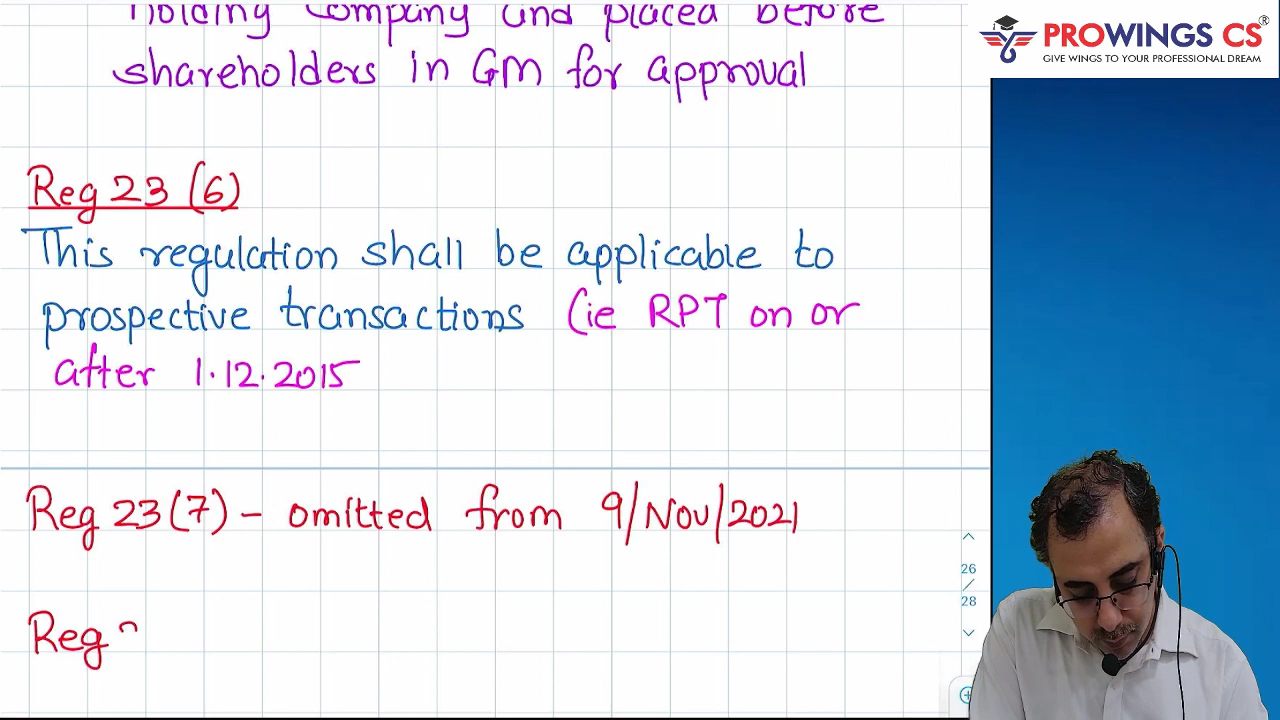 holding company and placed before
shareholders in GM for approval
PROWINGS CS®
GIVE WINGS TO YOUR PROFESSIONAL DREAM
Reg 23 (6)
This regulation shall be applicable to
prospective transactions (ie RPT on or
after 1.12.2015
Reg 23(7) - omitted from 9/Nov/2021
Reg
26
/
28